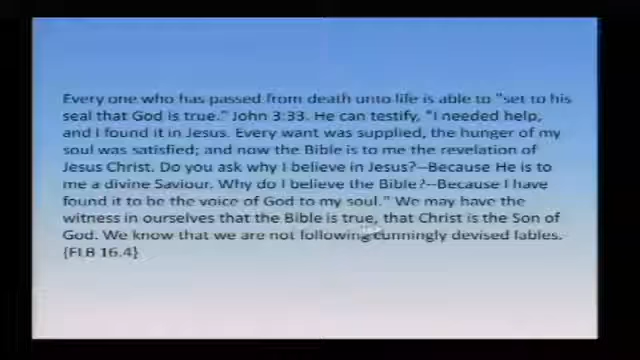 Every one who has passed from death unto life is able to "set to his
seal that God is true." John 3:33. He can testify, "I needed help,
and I found it in Jesus. Every want was supplied, the hunger of my
soul was satisfied; and now the Bible is to me the revelation of
Jesus Christ. Do you ask why I believe in Jesus?--Because He is to
me a divine Saviour. Why do I believe the Bible?--Because I have
found it to be the voice of God to my soul." We may have the
witness in ourselves that the Bible is true, that Christ is the Son of
God. We know that we are not following cunningly devised fables.
{FLB 16.4}